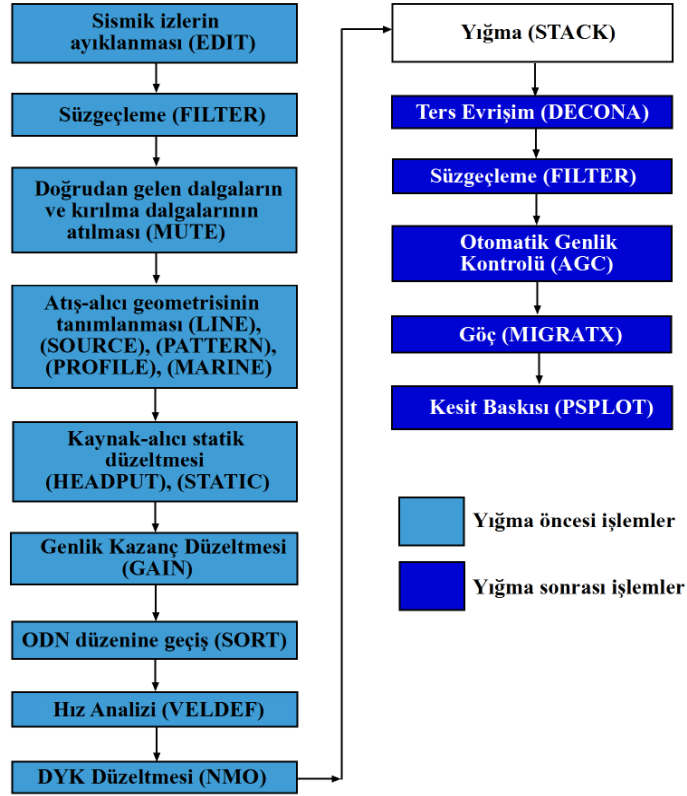 Sismik izlerin
ayıklanması (EDIT)
Süzgeçleme (FILTER)
Doğrudan gelen dalgaların
ve kırılma dalgalarının
atılması (MUTE)
Atış-alıcı geometrisinin
tanımlanması (LINE),
(SOURCE), (PATTERN),
(PROFILE), (MARINE)
Kaynak-alıcı statik
düzeltmesi
(HEADPUT), (STATIC)
Genlik Kazanç Düzeltmesi
(GAIN)
ODN düzenine geçiş (SORT)
Hız Analizi (VELDEF)
DYK Düzeltmesi (NMO)
Yığma (STACK)
Ters Evrişim (DECONA)
Süzgeçleme (FILTER)
Otomatik Genlik
Kontrolü (AGC)
Göç (MIGRATX)
Kesit Baskısı (PSPLOT)
Yığma öncesi işlemler
Yığma sonrası işlemler